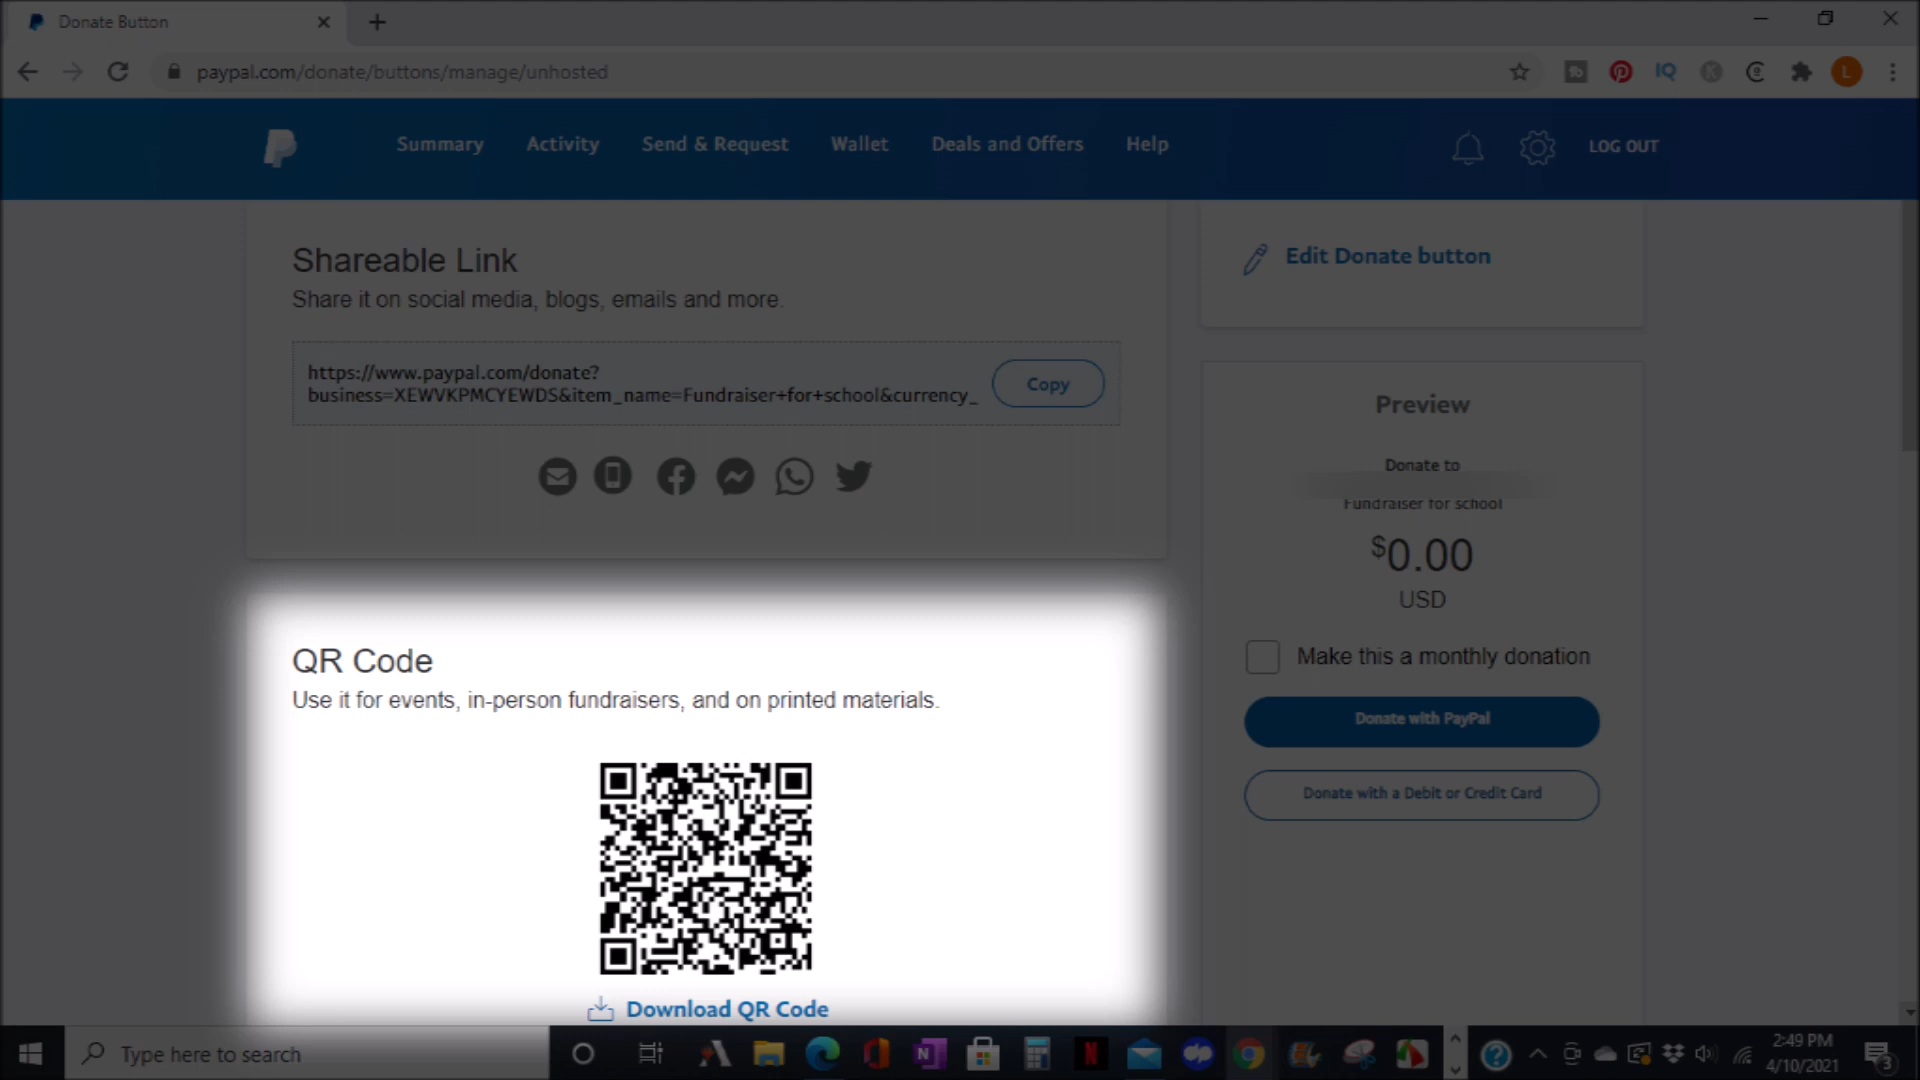 Donate Button
paypal.com/donate/buttons/manage/unhosted
Summary
Activity
Send & Request
Wallet
Deals and Offers
Help
LOG OUT
Shareable Link
Share it on social media, blogs, emails and more.
https://www.paypal.com/donate?
business=XEWVKPMCYEWDS&item_name=Fundraiser+for+school&currency_
Copy
Edit Donate button
Preview
Donate to
Fundraiser for school
$0.00
USD
Make this a monthly donation
Donate with PayPal
Donate with a Debit or Credit Card
QR Code
Use it for events, in-person fundraisers, and on printed materials.
Download QR Code
Type here to search
2:49 PM
4/10/2021
3
IQ
L
N